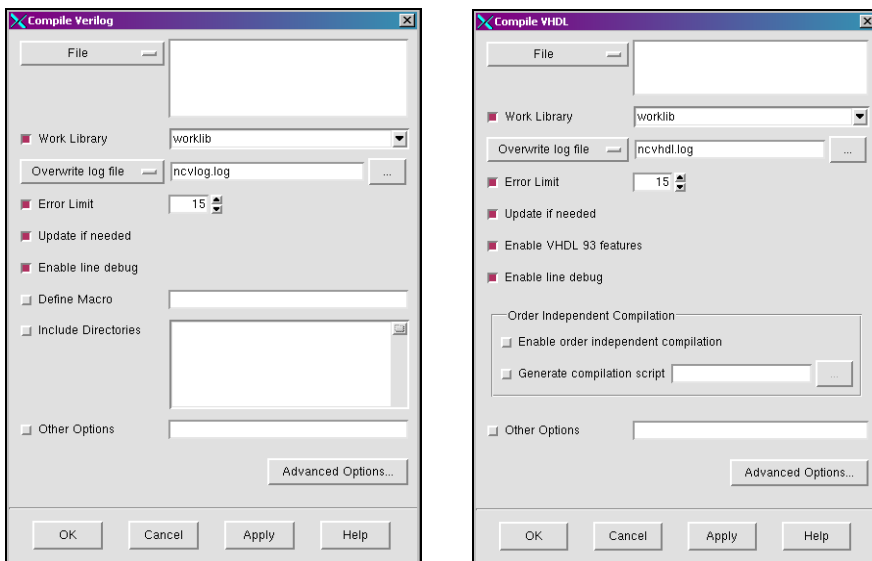 Compile Verilog
File
Work Library worklib
Overwrite log file ncvlog.log ...
Error Limit 15
Update if needed
Enable line debug
Define Macro
Include Directories
Other Options
Advanced Options...
OK Cancel Apply Help
Compile VHDL
File
Work Library worklib
Overwrite log file ncvhdl.log ...
Error Limit 15
Update if needed
Enable VHDL 93 features
Enable line debug
Order Independent Compilation
Enable order independent compilation
Generate compilation script ...
Other Options
Advanced Options...
OK Cancel Apply Help